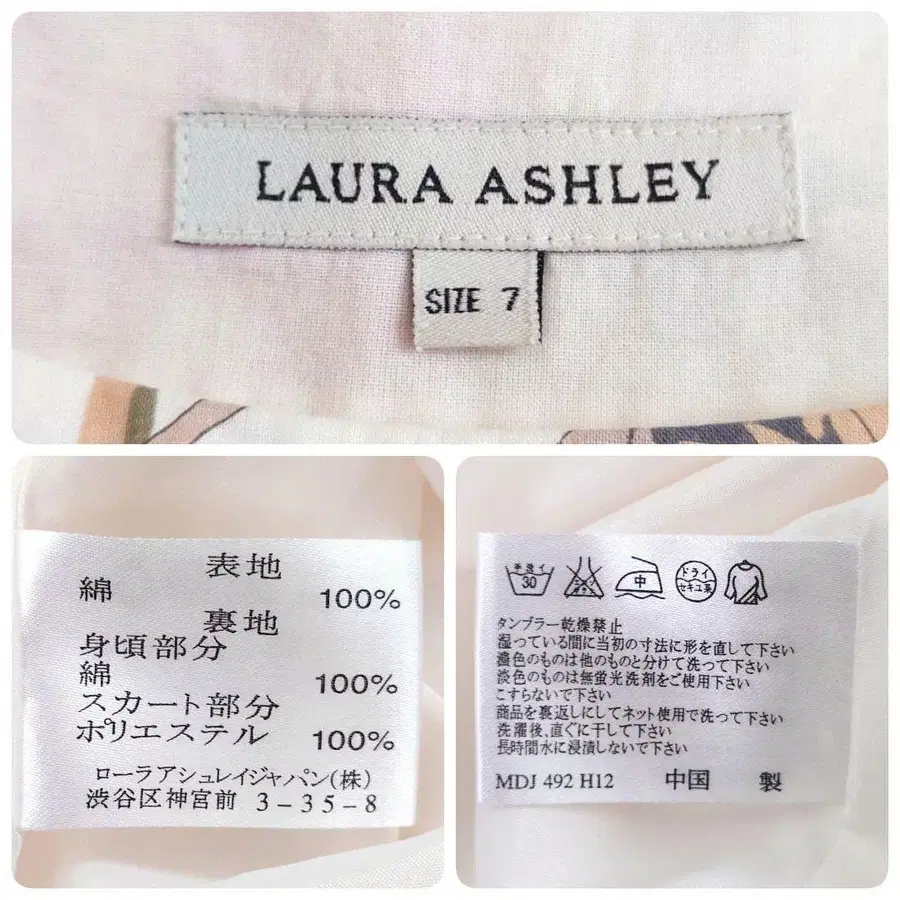 LAURA ASHLEY
SIZE 7
表地
綿 100%
裏地
身頃部分
綿 100%
スカート部分
ポリエステル 100%
ローラアシュレイジャパン(株)
渋谷区神宮前 3-35-8
手洗イ 30 エンソサラシ 中 ドライ セキユ系
タンブラー乾燥禁止
湿っている間に当初の寸法に形を直して下さい
濃色のものは他のものと分けて洗って下さい
淡色のものは無蛍光洗剤をご使用下さい
こすらないで下さい
商品を裏返しにしてネット使用で洗って下さい
洗濯後、直ぐに干して下さい
長時間水に浸漬しないで下さい
MDJ 492 H12 中国 製